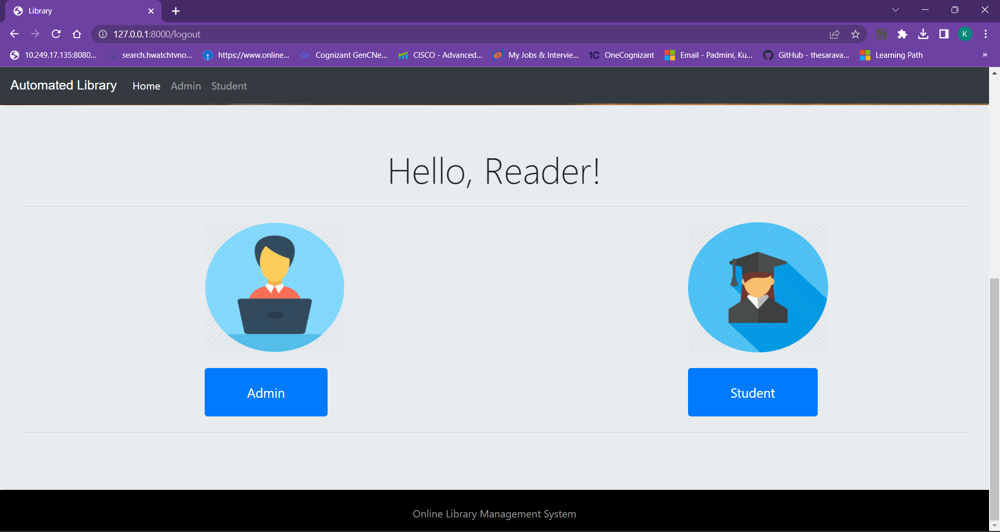 Library
127.0.0.1:8000/logout
K
10.249.17.135:8080... search.hwatchtvno... https://www.online... Cognizant GenCNe... CISCO - Advanced... My Jobs & Intervie... 1C OneCognizant Email - Padmini, Ku... GitHub - thesarava... Learning Path »
Automated Library Home Admin Student
Hello, Reader!
Admin Student
Online Library Management System